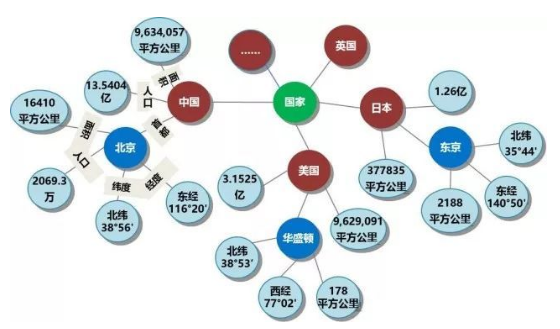 9,634,057
平方公里
……
英国
13.5404
亿
人口
面积
中国
国家
日本
1.26亿
16410
平方公里
面积
首都
北京
人口
纬度
经度
2069.3
万
北纬
38°56'
东经
116°20'
美国
3.1525
亿
9,629,091
平方公里
华盛顿
北纬
38°53'
西经
77°02'
178
平方公里
377835
平方公里
东京
北纬
35°44'
2188
平方公里
东经
140°50'